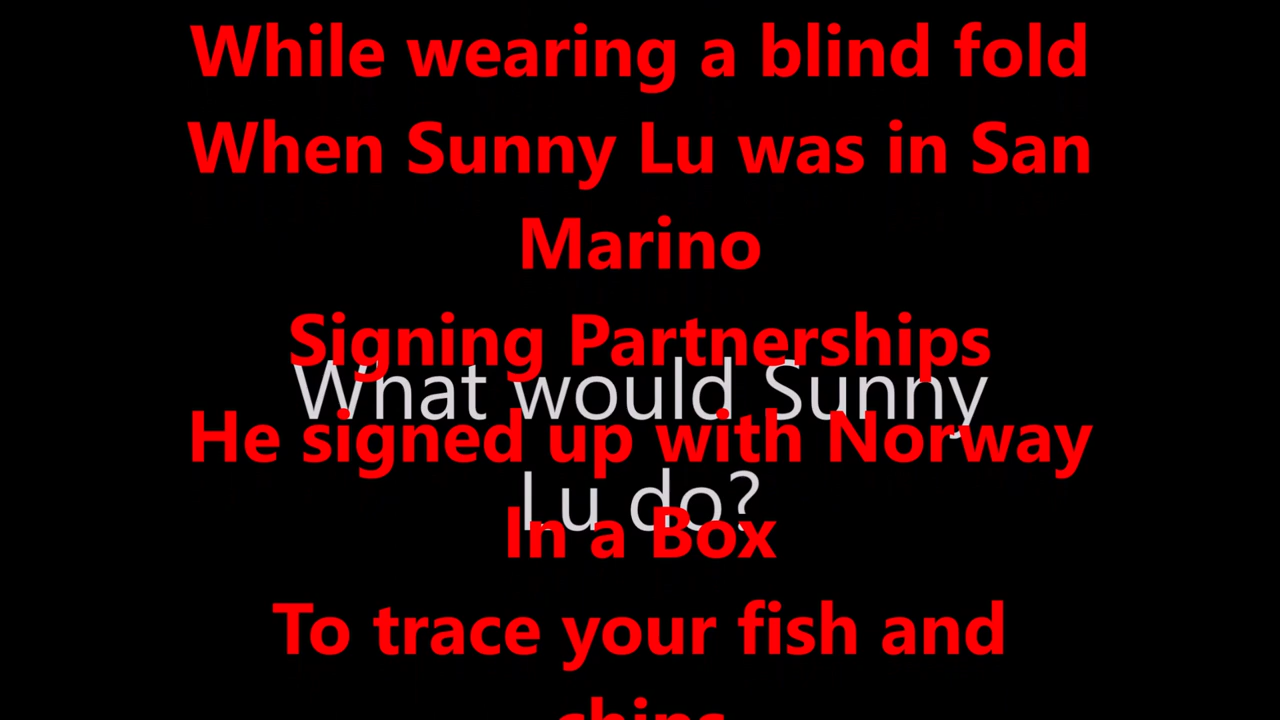 While wearing a blind fold
When Sunny Lu was in San
Marino
Signing Partnerships
What would Sunny
He signed up with Norway
Lu do?
In a Box
To trace your fish and
chips